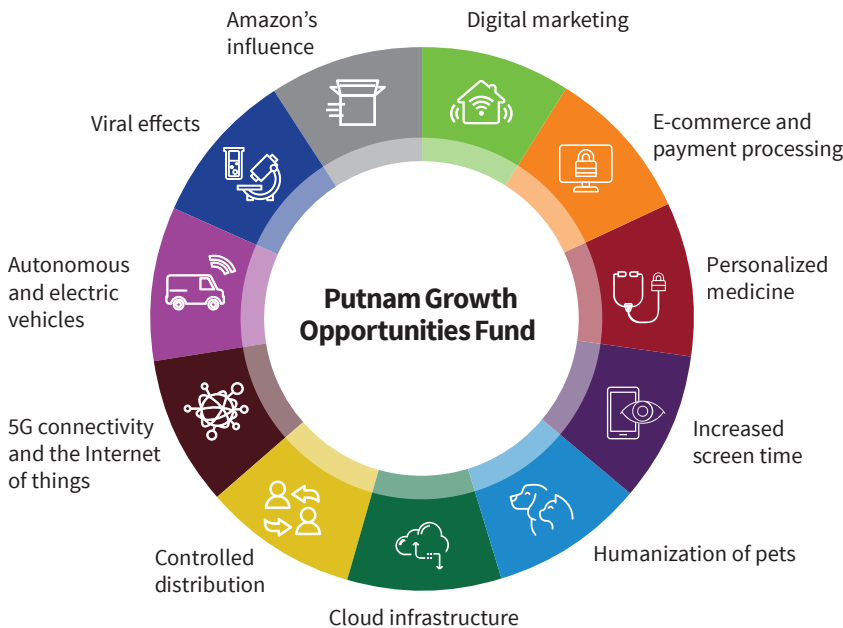 Amazon's
influence
Digital marketing
E-commerce and
payment processing
Personalized
medicine
Increased
screen time
Humanization of pets
Cloud infrastructure
Controlled
distribution
5G connectivity
and the Internet
of things
Autonomous
and electric
vehicles
Viral effects
Putnam Growth
Opportunities Fund